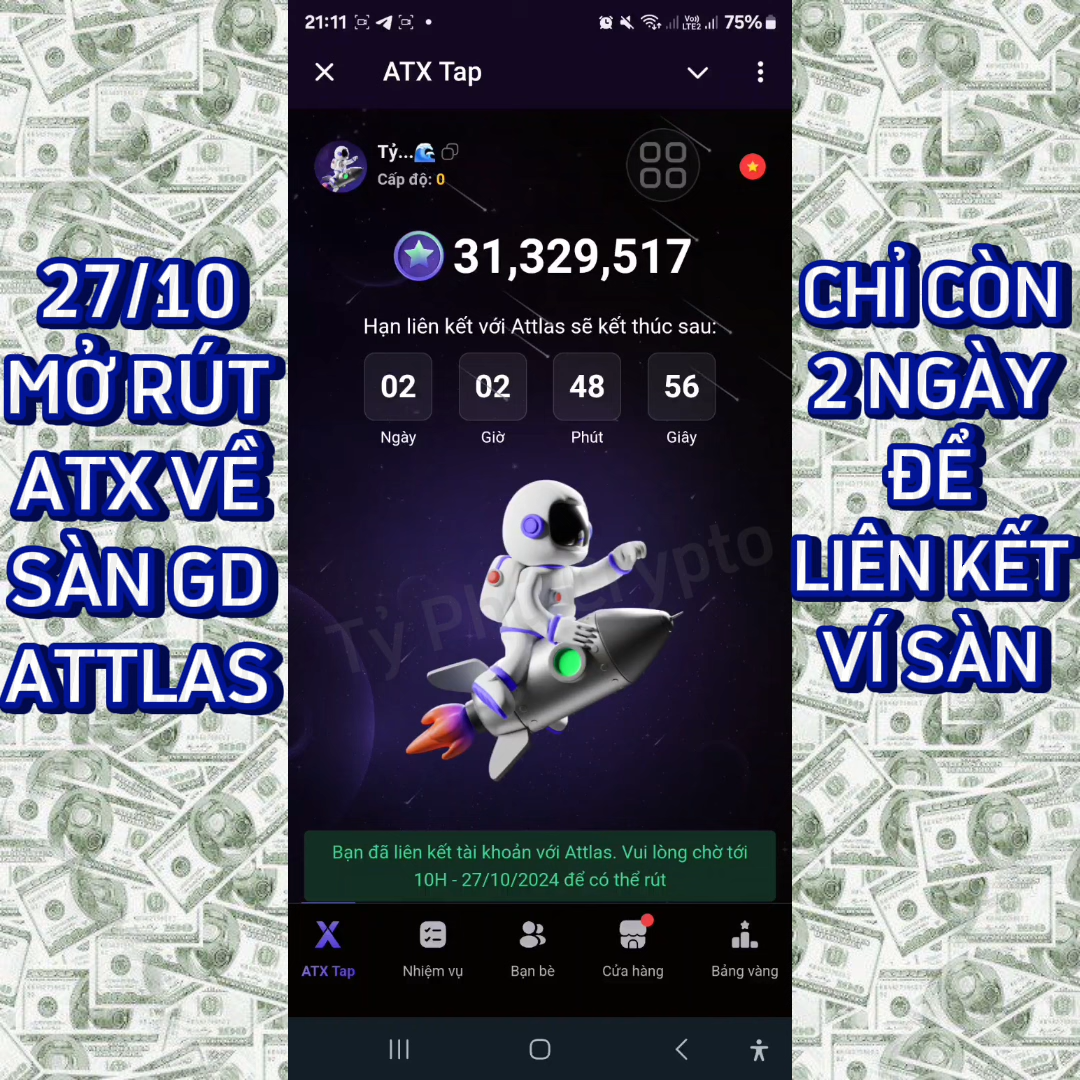 21:11
Vo))
LTE2
75%
ATX Tap
Tỷ...🌊
Cấp độ: 0
31,329,517
Hạn liên kết với Attlas sẽ kết thúc sau:
02 02 48 56
Ngày Giờ Phút Giây
27/10
MỞ RÚT
ATX VỀ
SÀN GD
ATTLAS
CHỈ CÒN
2 NGÀY
ĐỂ
LIÊN KẾT
VÍ SÀN
Bạn đã liên kết tài khoản với Attlas. Vui lòng chờ tới
10H - 27/10/2024 để có thể rút
ATX Tap Nhiệm vụ Bạn bè Cửa hàng Bảng vàng